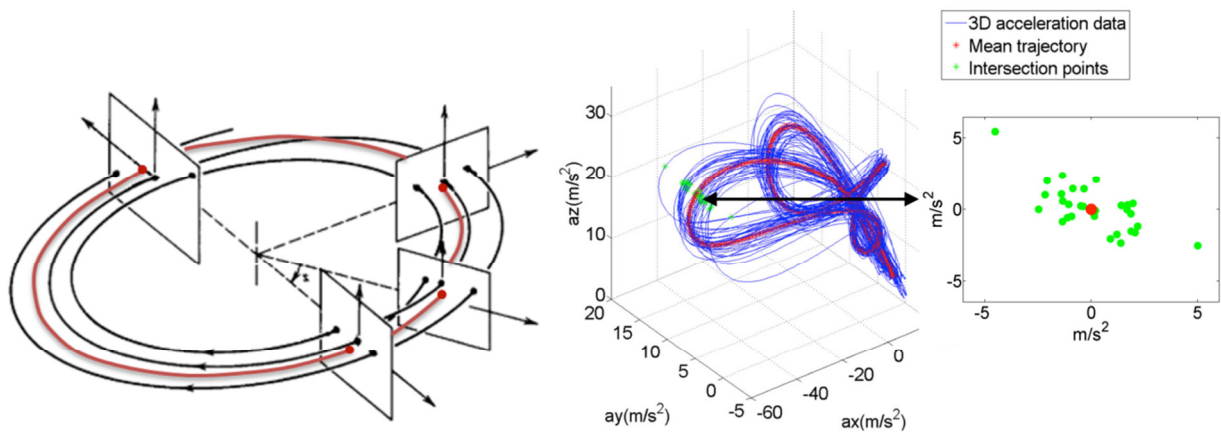 3D acceleration data
Mean trajectory
Intersection points
30
20
10
0
az(m/s²)
20
15
10
5
0
-5
ay(m/s²)
-60
-40
-20
0
ax(m/s²)
5
0
-5
m/s²
-5
0
5
m/s²